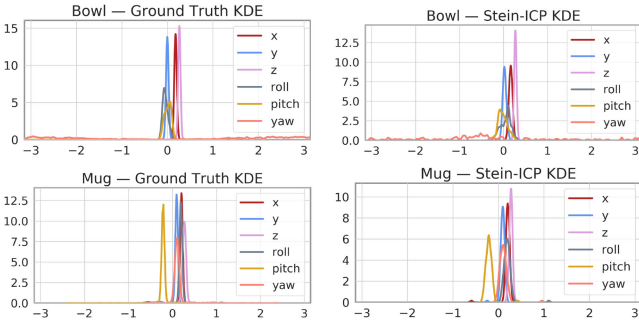 Bowl — Ground Truth KDE
15
10
5
0
x
y
z
roll
pitch
yaw
−3 −2 −1 0 1 2 3
Bowl — Stein-ICP KDE
12.5
10.0
7.5
5.0
2.5
0.0
x
y
z
roll
pitch
yaw
−3 −2 −1 0 1 2 3
Mug — Ground Truth KDE
12.5
10.0
7.5
5.0
2.5
0.0
x
y
z
roll
pitch
yaw
−3 −2 −1 0 1 2 3
Mug — Stein-ICP KDE
10
8
6
4
2
0
x
y
z
roll
pitch
yaw
−3 −2 −1 0 1 2 3